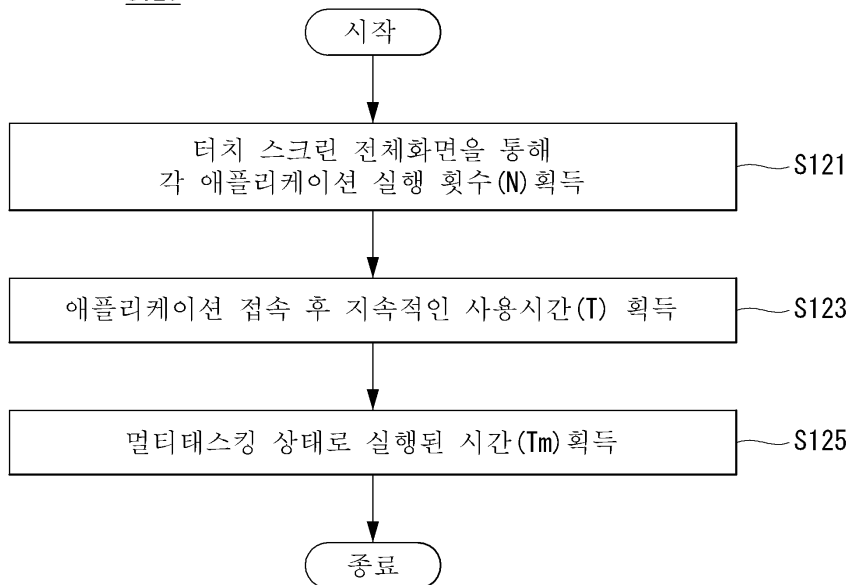 시작
터치 스크린 전체화면을 통해
각 애플리케이션 실행 횟수(N)획득
S121
애플리케이션 접속 후 지속적인 사용시간(T) 획득
S123
멀티태스킹 상태로 실행된 시간(Tm)획득
S125
종료